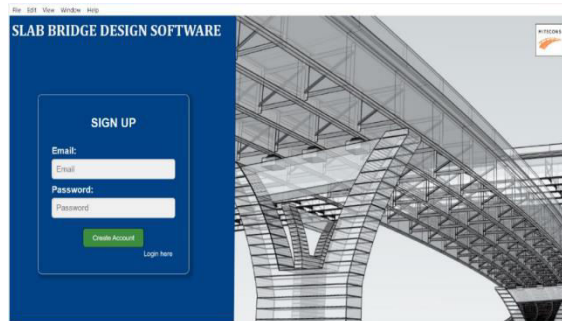 File Edit View Window Help
SLAB BRIDGE DESIGN SOFTWARE
HITECONS
SIGN UP
Email:
Email
Password:
Password
Create Account
Login here